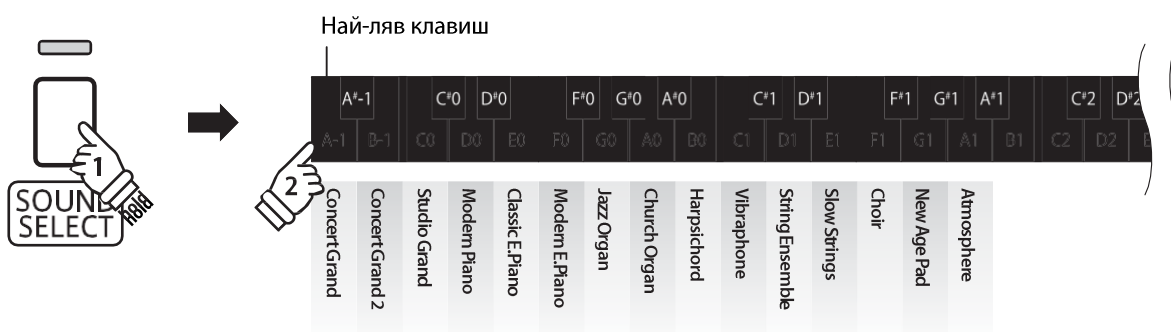 Най-ляв клавиш
A#-1 C#0 D#0 F#0 G#0 A#0 C#1 D#1 F#1 G#1 A#1 C#2 D#2
A-1 B-1 C0 D0 E0 F0 G0 A0 B0 C1 D1 E1 F1 G1 A1 B1 C2 D2 E
1
2
SOUND
SELECT
hold
Concert Grand
Concert Grand 2
Studio Grand
Modern Piano
Classic E.Piano
Modern E.Piano
Jazz Organ
Church Organ
Harpsichord
Vibraphone
String Ensemble
Slow Strings
Choir
New Age Pad
Atmosphere